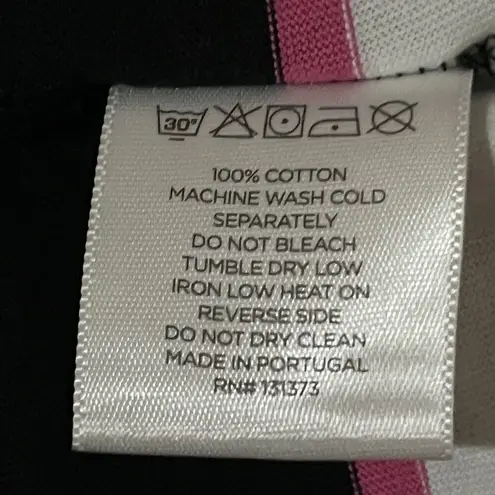 30°
100% COTTON
MACHINE WASH COLD
SEPARATELY
DO NOT BLEACH
TUMBLE DRY LOW
IRON LOW HEAT ON
REVERSE SIDE
DO NOT DRY CLEAN
MADE IN PORTUGAL
RN# 131373